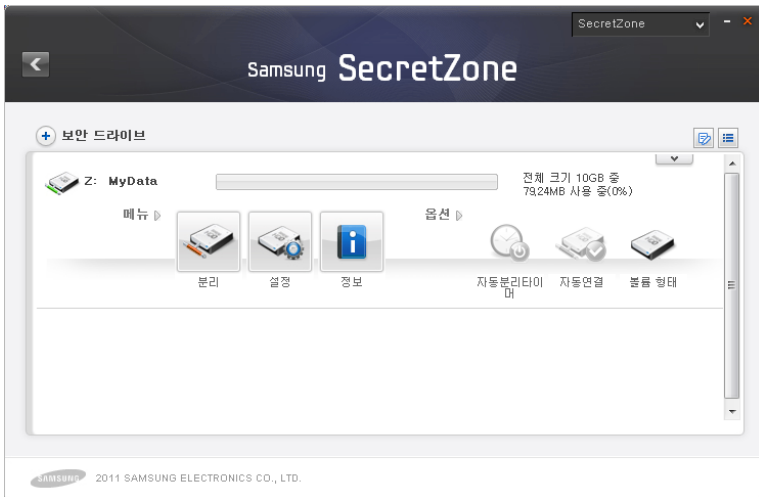 SecretZone
Samsung SecretZone
보안 드라이브
Z: MyData
전체 크기 10GB 중
79,24MB 사용 중(0%)
메뉴
옵션
분리
설정
정보
자동분리타이
머
자동연결
볼륨 형태
SAMSUNG
2011 SAMSUNG ELECTRONICS CO., LTD.